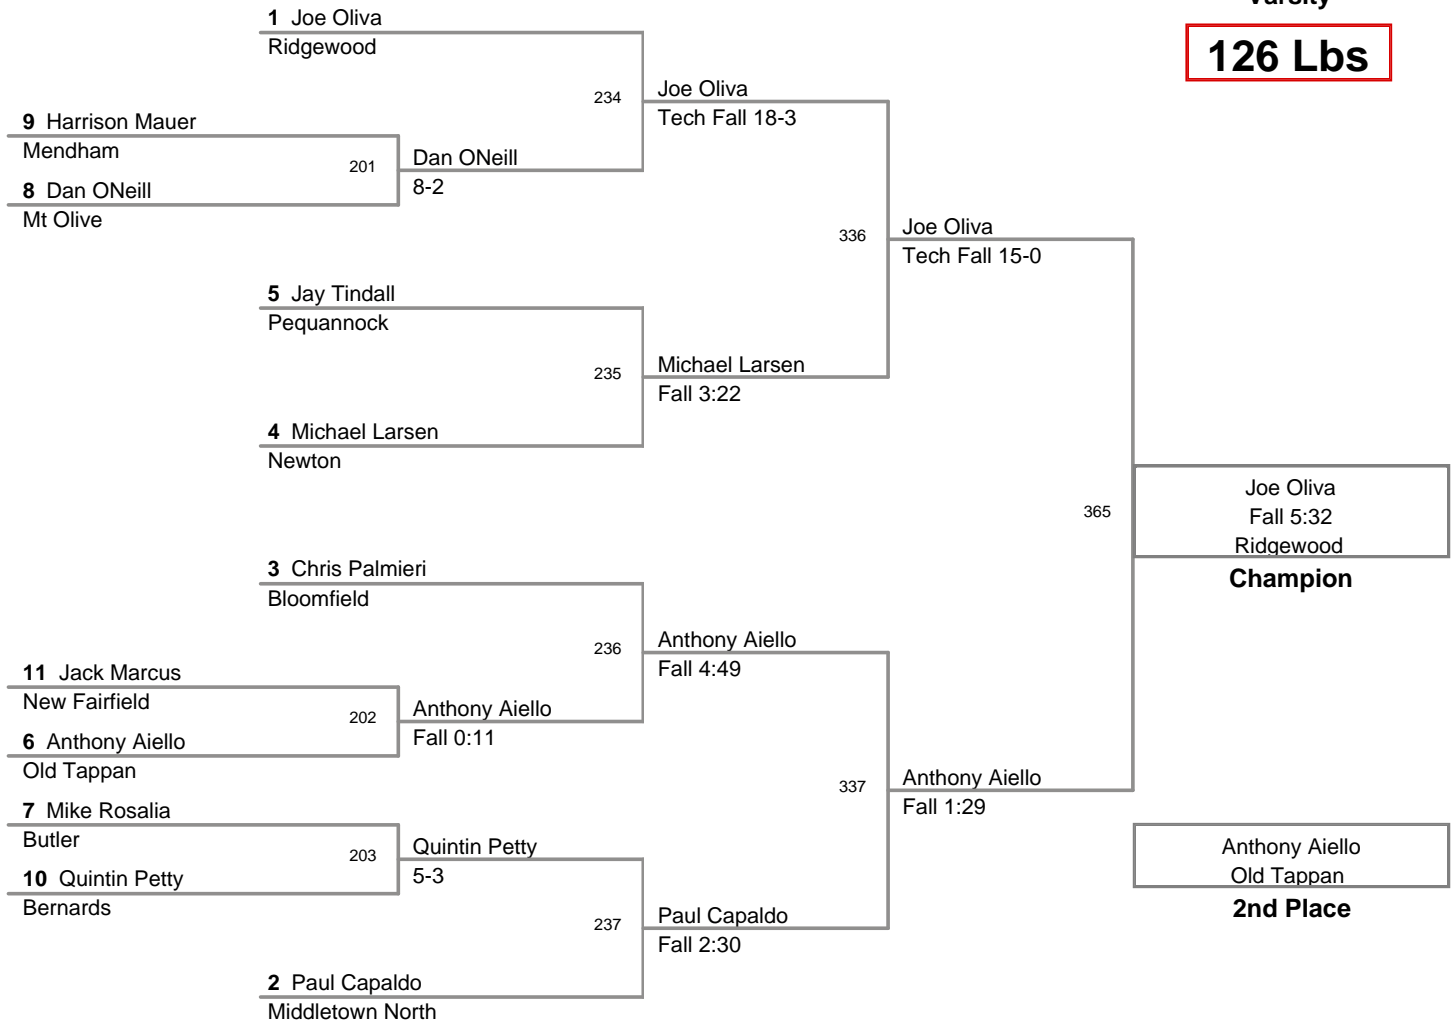 Varsity
126 Lbs
1 Joe Oliva
Ridgewood
234
Joe Oliva
Tech Fall 18-3
9 Harrison Mauer
Mendham
201
Dan ONeill
8-2
8 Dan ONeill
Mt Olive
336
Joe Oliva
Tech Fall 15-0
5 Jay Tindall
Pequannock
235
Michael Larsen
Fall 3:22
4 Michael Larsen
Newton
365
Joe Oliva
Fall 5:32
Ridgewood
Champion
3 Chris Palmieri
Bloomfield
236
Anthony Aiello
Fall 4:49
11 Jack Marcus
New Fairfield
202
Anthony Aiello
Fall 0:11
6 Anthony Aiello
Old Tappan
337
Anthony Aiello
Fall 1:29
7 Mike Rosalia
Butler
203
Quintin Petty
5-3
10 Quintin Petty
Bernards
237
Paul Capaldo
Fall 2:30
2 Paul Capaldo
Middletown North
Anthony Aiello
Old Tappan
2nd Place